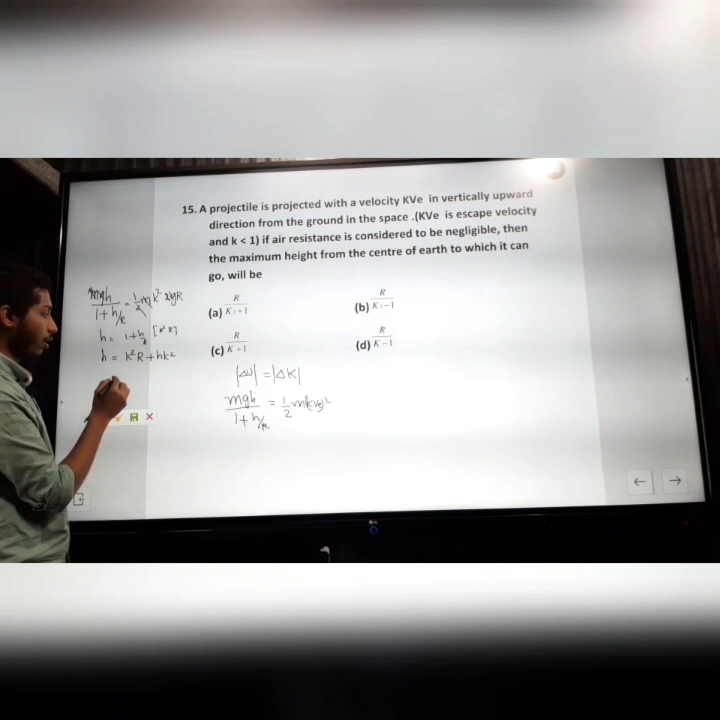 15. A projectile is projected with a velocity KVe in vertically upward
direction from the ground in the space .(KVe is escape velocity
and k < 1) if air resistance is considered to be negligible, then
the maximum height from the centre of earth to which it can
go, will be
(a) R / K₂+1
(b) R / K₂−1
(c) R / K+1
(d) R / K−1
mgh / 1+h/R = 1/2 m k² 2gR
h = 1+h/R [k² R]
h = k²R + hk²
|ΔU| = |ΔK|
mgh / 1+h/R = 1/2 m(kve)²